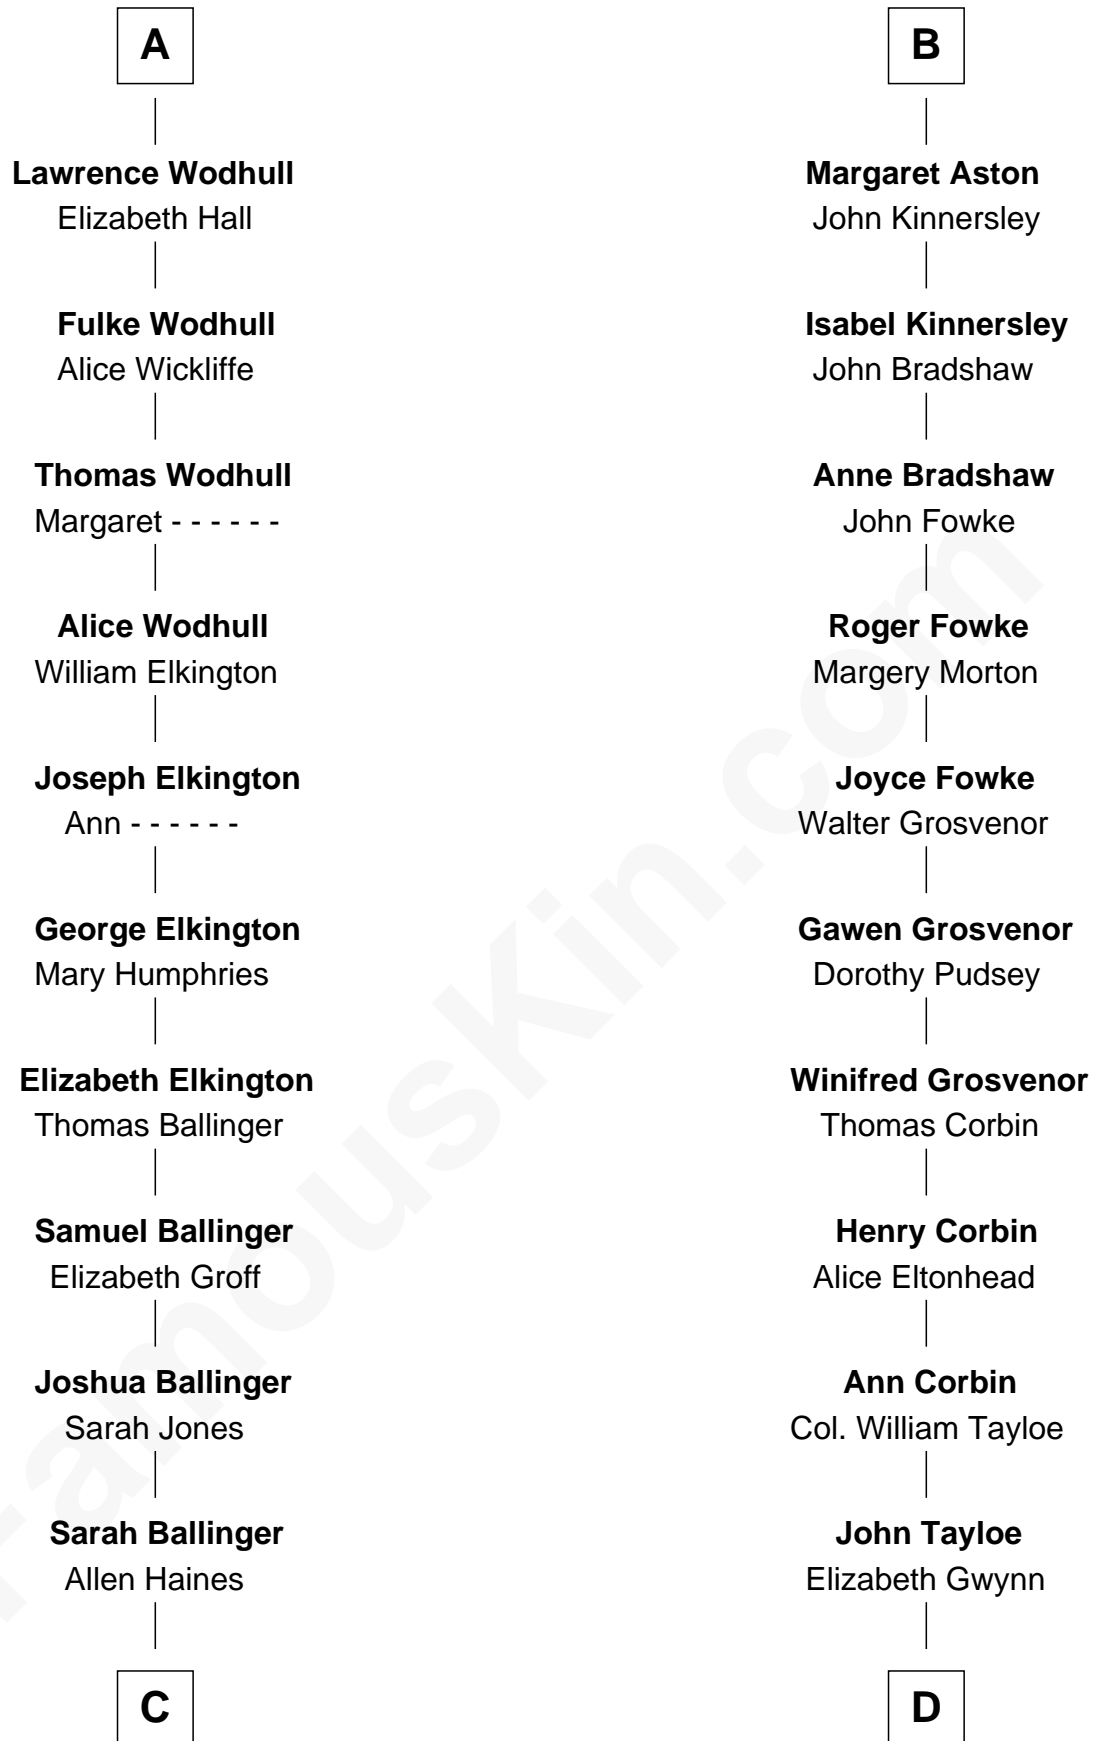 A
Lawrence Wodhull
Elizabeth Hall
Fulke Wodhull
Alice Wickliffe
Thomas Wodhull
Margaret - - - - - -
Alice Wodhull
William Elkington
Joseph Elkington
Ann - - - - - -
George Elkington
Mary Humphries
Elizabeth Elkington
Thomas Ballinger
Samuel Ballinger
Elizabeth Groff
Joshua Ballinger
Sarah Jones
Sarah Ballinger
Allen Haines
C
B
Margaret Aston
John Kinnersley
Isabel Kinnersley
John Bradshaw
Anne Bradshaw
John Fowke
Roger Fowke
Margery Morton
Joyce Fowke
Walter Grosvenor
Gawen Grosvenor
Dorothy Pudsey
Winifred Grosvenor
Thomas Corbin
Henry Corbin
Alice Eltonhead
Ann Corbin
Col. William Tayloe
John Tayloe
Elizabeth Gwynn
D
FamousKin.com